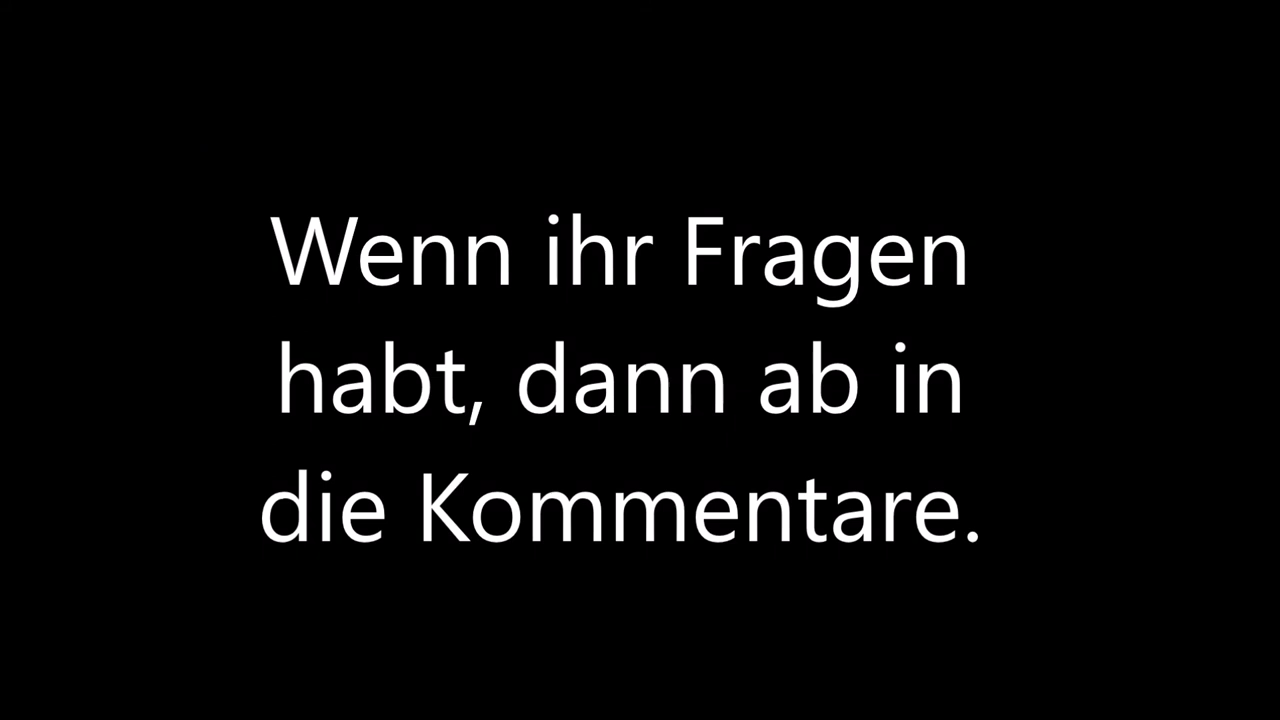 Wenn ihr Fragen
habt, dann ab in
die Kommentare.